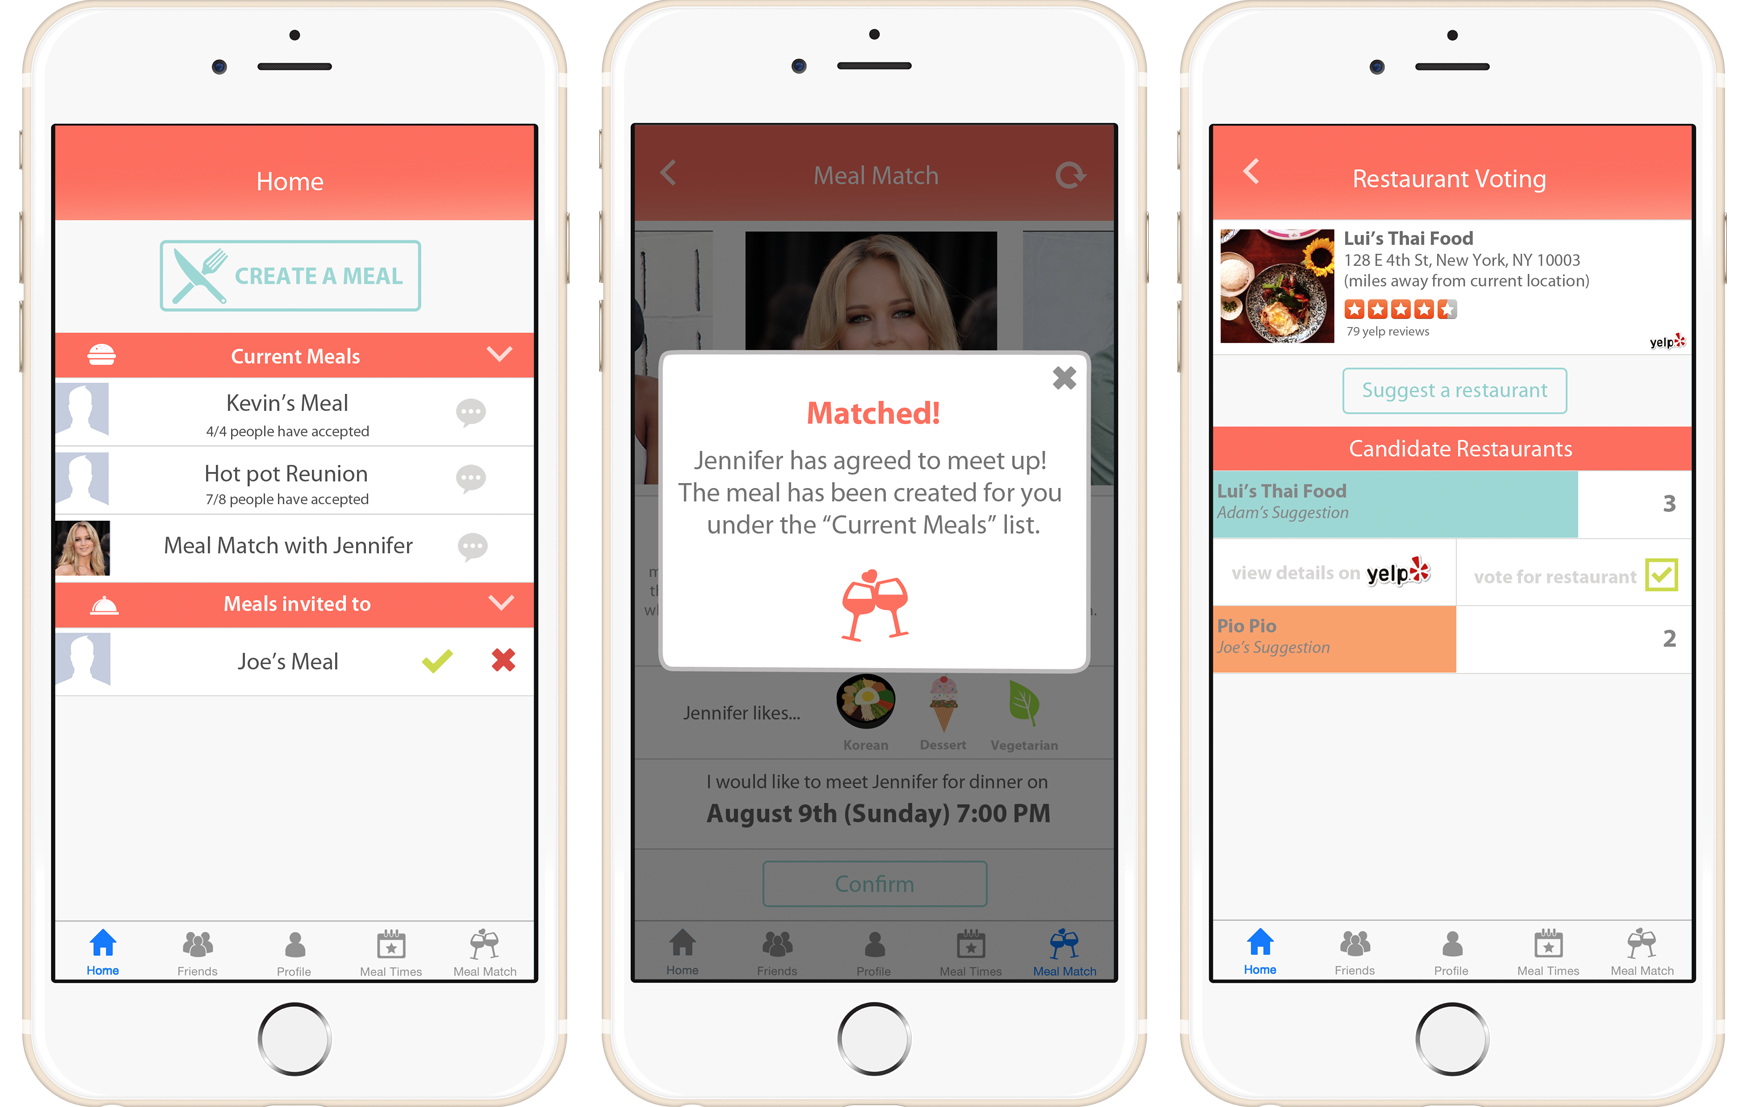 Home
CREATE A MEAL
Current Meals
Kevin's Meal
4/4 people have accepted
Hot pot Reunion
7/8 people have accepted
Meal Match with Jennifer
Meals invited to
Joe's Meal
Home
Friends
Profile
Meal Times
Meal Match
Meal Match
Matched!
Jennifer has agreed to meet up!
The meal has been created for you
under the “Current Meals” list.
Jennifer likes...
Korean
Dessert
Vegetarian
I would like to meet Jennifer for dinner on
August 9th (Sunday) 7:00 PM
Confirm
Home
Friends
Profile
Meal Times
Meal Match
Restaurant Voting
Lui's Thai Food
128 E 4th St, New York, NY 10003
(miles away from current location)
79 yelp reviews
yelp
Suggest a restaurant
Candidate Restaurants
Lui's Thai Food
Adam's Suggestion
3
view details on yelp
vote for restaurant
Pio Pio
Joe's Suggestion
2
Home
Friends
Profile
Meal Times
Meal Match